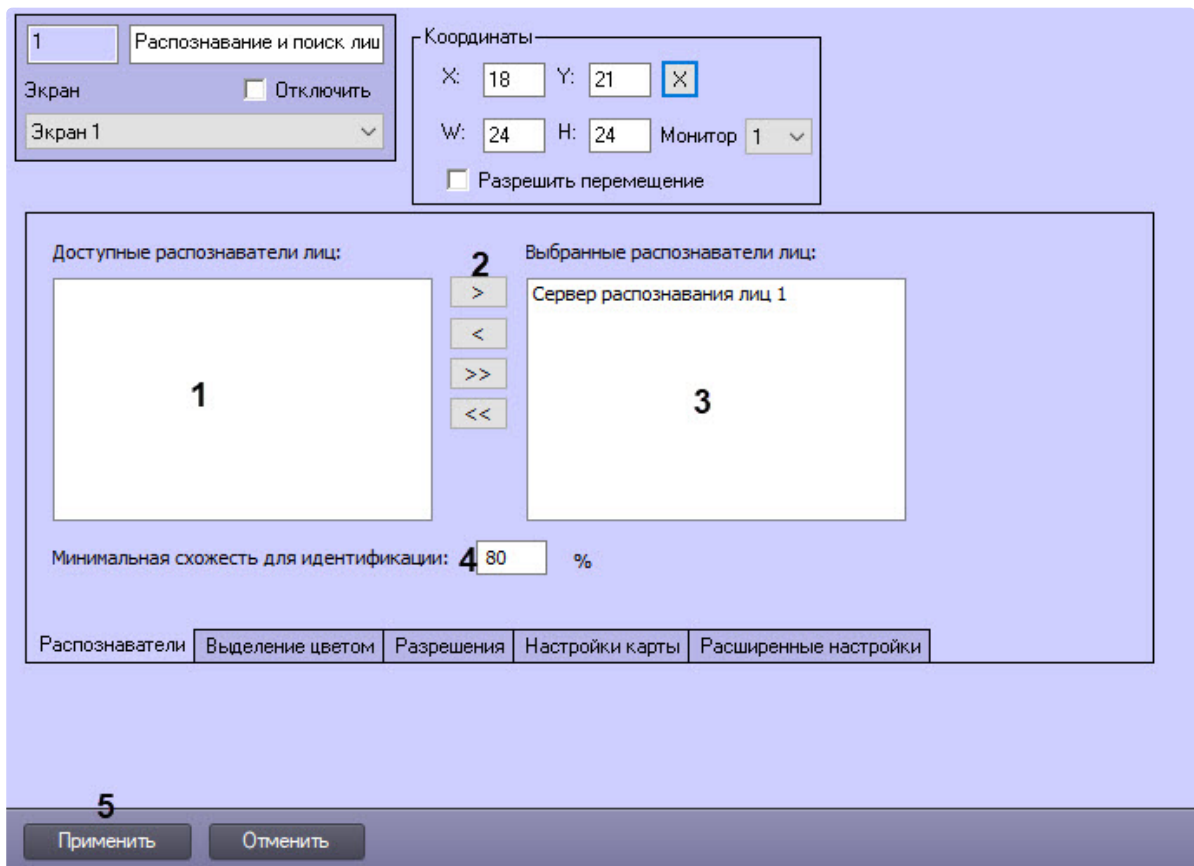 1 Распознавание и поиск лиц
Экран Отключить
Экран 1
Координаты
X: 18 Y: 21 X
W: 24 H: 24 Монитор 1
Разрешить перемещение
Доступные распознаватели лиц:
2
Выбранные распознаватели лиц:
>
<
>>
<<
Сервер распознавания лиц 1
1
3
Минимальная схожесть для идентификации: 4 80 %
Распознаватели Выделение цветом Разрешения Настройки карты Расширенные настройки
5
Применить Отменить